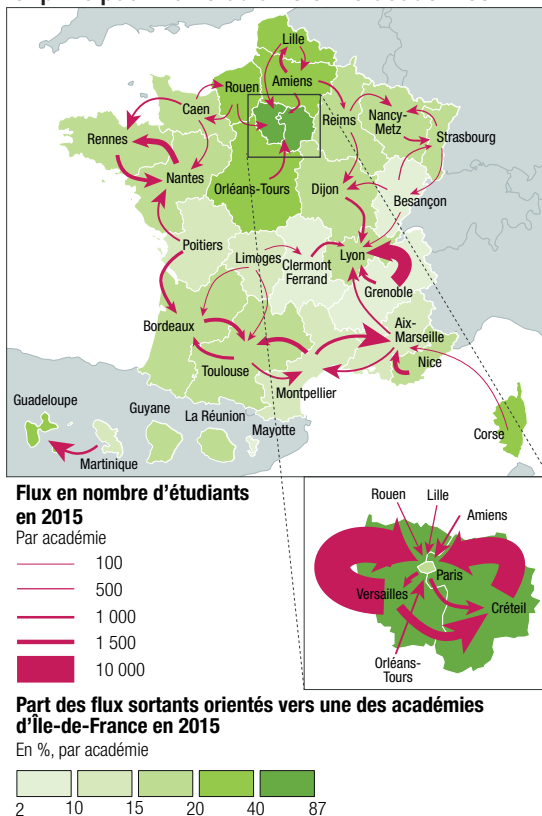 Lille
Amiens
Rouen
Caen
Reims
Nancy-
Metz
Strasbourg
Rennes
Nantes
Orléans-Tours
Dijon
Besançon
Poitiers
Limoges
Clermont
Ferrand
Lyon
Grenoble
Bordeaux
Aix-
Marseille
Toulouse
Nice
Montpellier
Guadeloupe
Guyane
La Réunion
Mayotte
Martinique
Corse
Flux en nombre d’étudiants
en 2015
Par académie
100
500
1 000
1 500
10 000
Rouen
Lille
Amiens
Paris
Versailles
Créteil
Orléans-
Tours
Part des flux sortants orientés vers une des académies
d’Île-de-France en 2015
En %, par académie
2 10 15 20 40 87